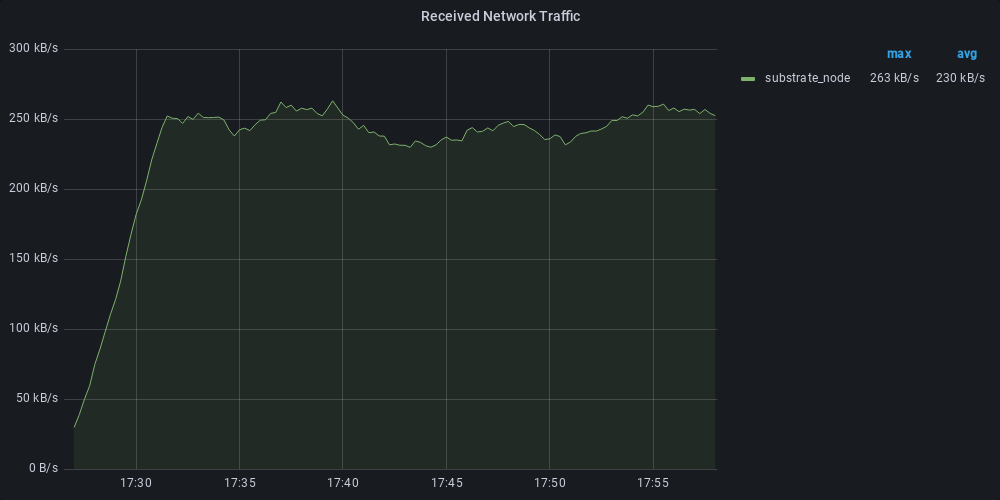 Received Network Traffic
300 kB/s
250 kB/s
200 kB/s
150 kB/s
100 kB/s
50 kB/s
0 B/s
17:30 17:35 17:40 17:45 17:50 17:55
max avg
substrate_node 263 kB/s 230 kB/s